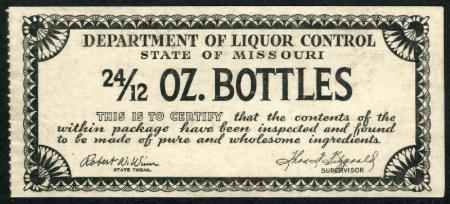 DEPARTMENT OF LIQUOR CONTROL
STATE OF MISSOURI
24/12 OZ. BOTTLES
THIS IS TO CERTIFY that the contents of the
within package have been inspected and found
to be made of pure and wholesome ingredients.
Robert W. Winn
STATE TREAS.
SUPERVISOR